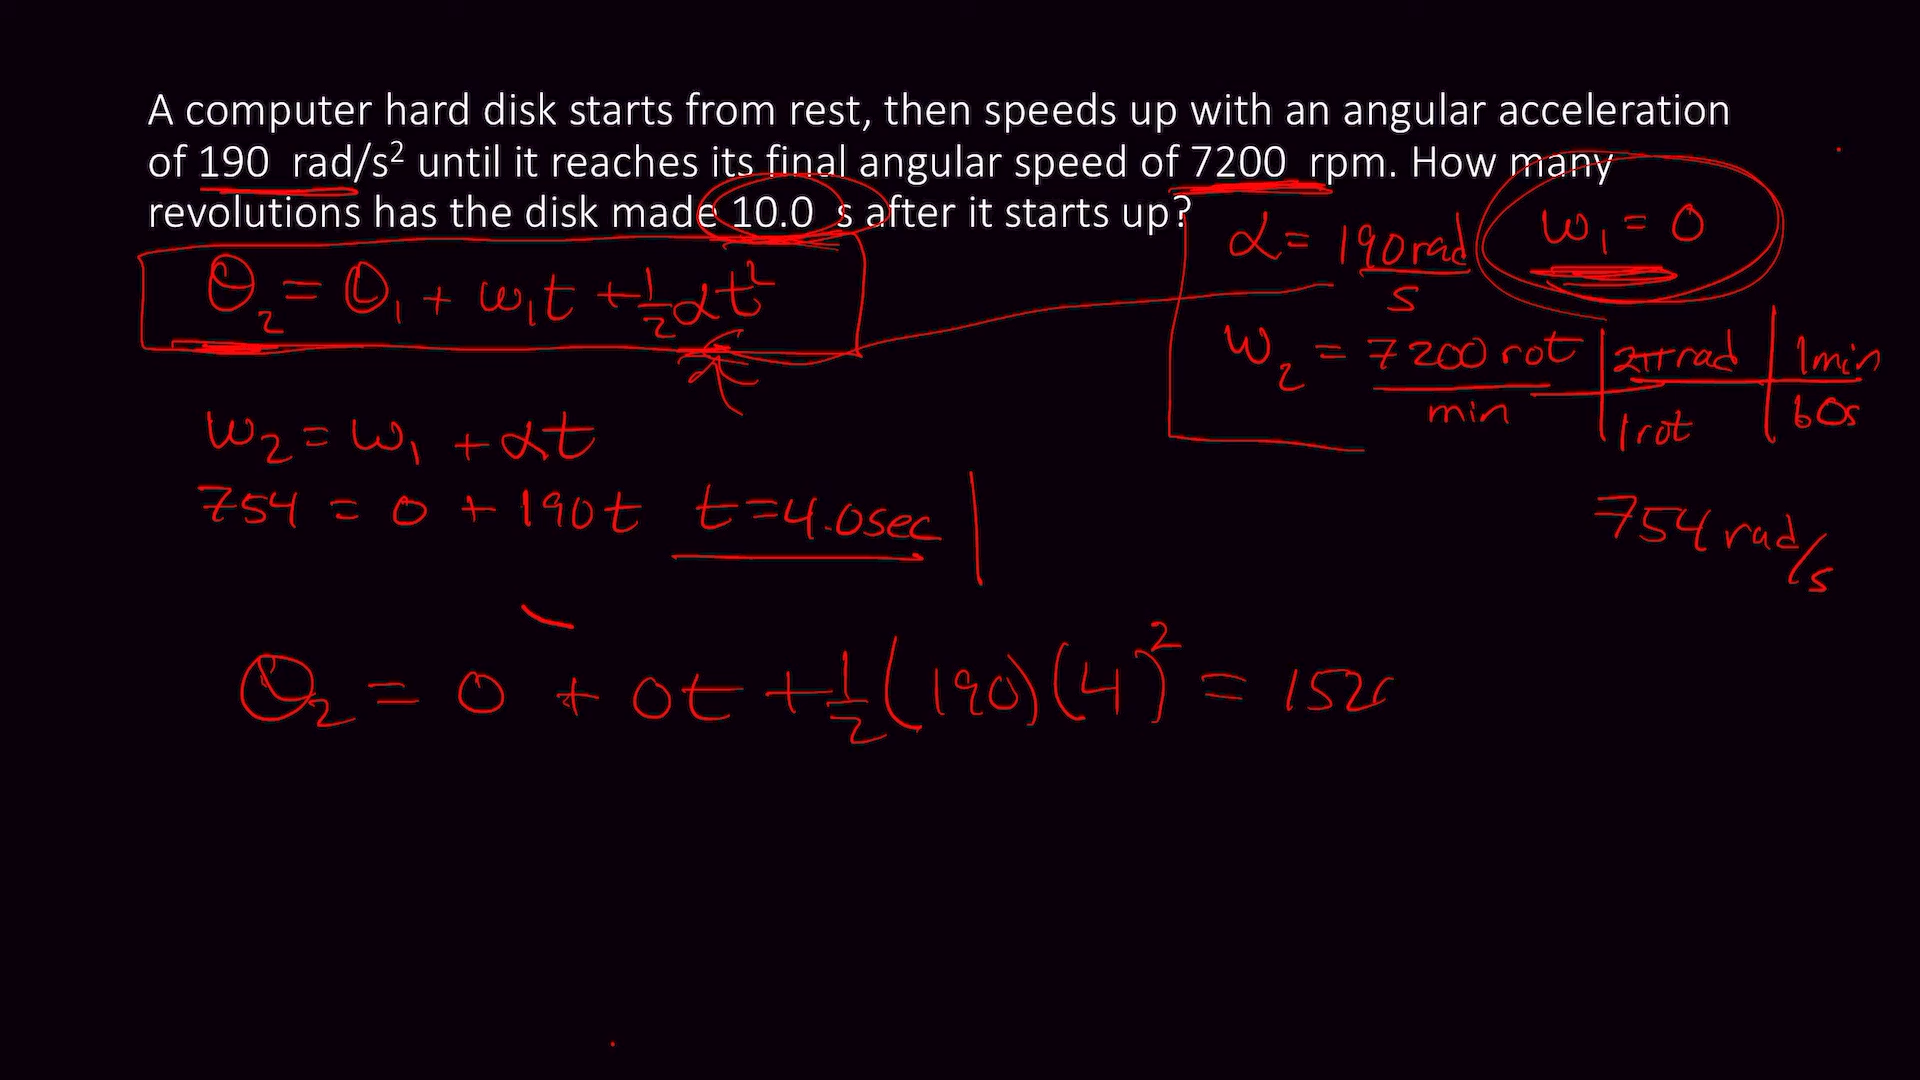 A computer hard disk starts from rest, then speeds up with an angular acceleration
of 190 rad/s² until it reaches its final angular speed of 7200 rpm. How many
revolutions has the disk made 10.0 s after it starts up?
α = 190 rad/s
ω₁ = 0
θ₂ = θ₁ + ω₁t + ½αt²
ω₂ = 7200 rot/min | 2π rad/1 rot | 1 min/60s
ω₂ = ω₁ + αt
754 = 0 + 190t t = 4.0 sec
754 rad/s
θ₂ = 0 + 0t + ½(190)(4)² = 152